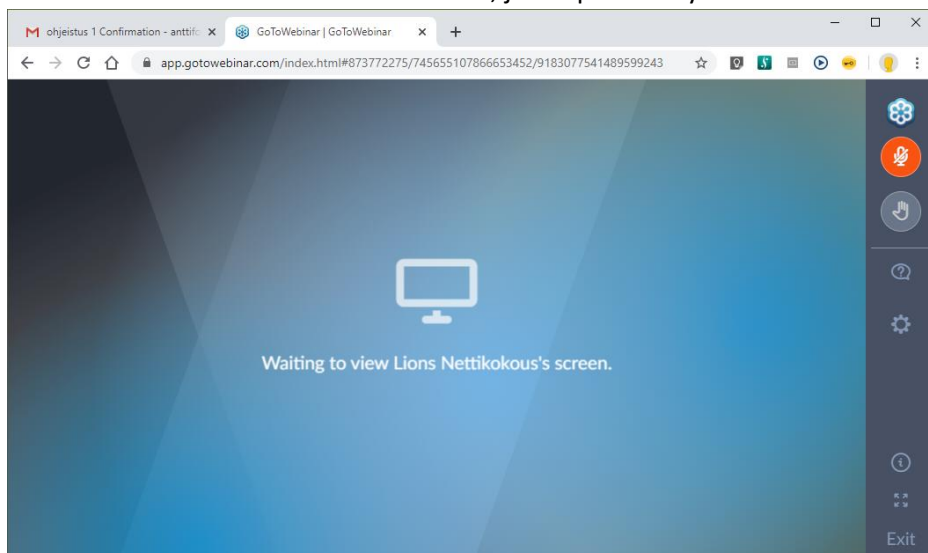 ohjeistus 1 Confirmation - anttifo
GoToWebinar | GoToWebinar
app.gotowebinar.com/index.html#873772275/745655107866653452/9183077541489599243
Waiting to view Lions Nettikokous's screen.
Exit